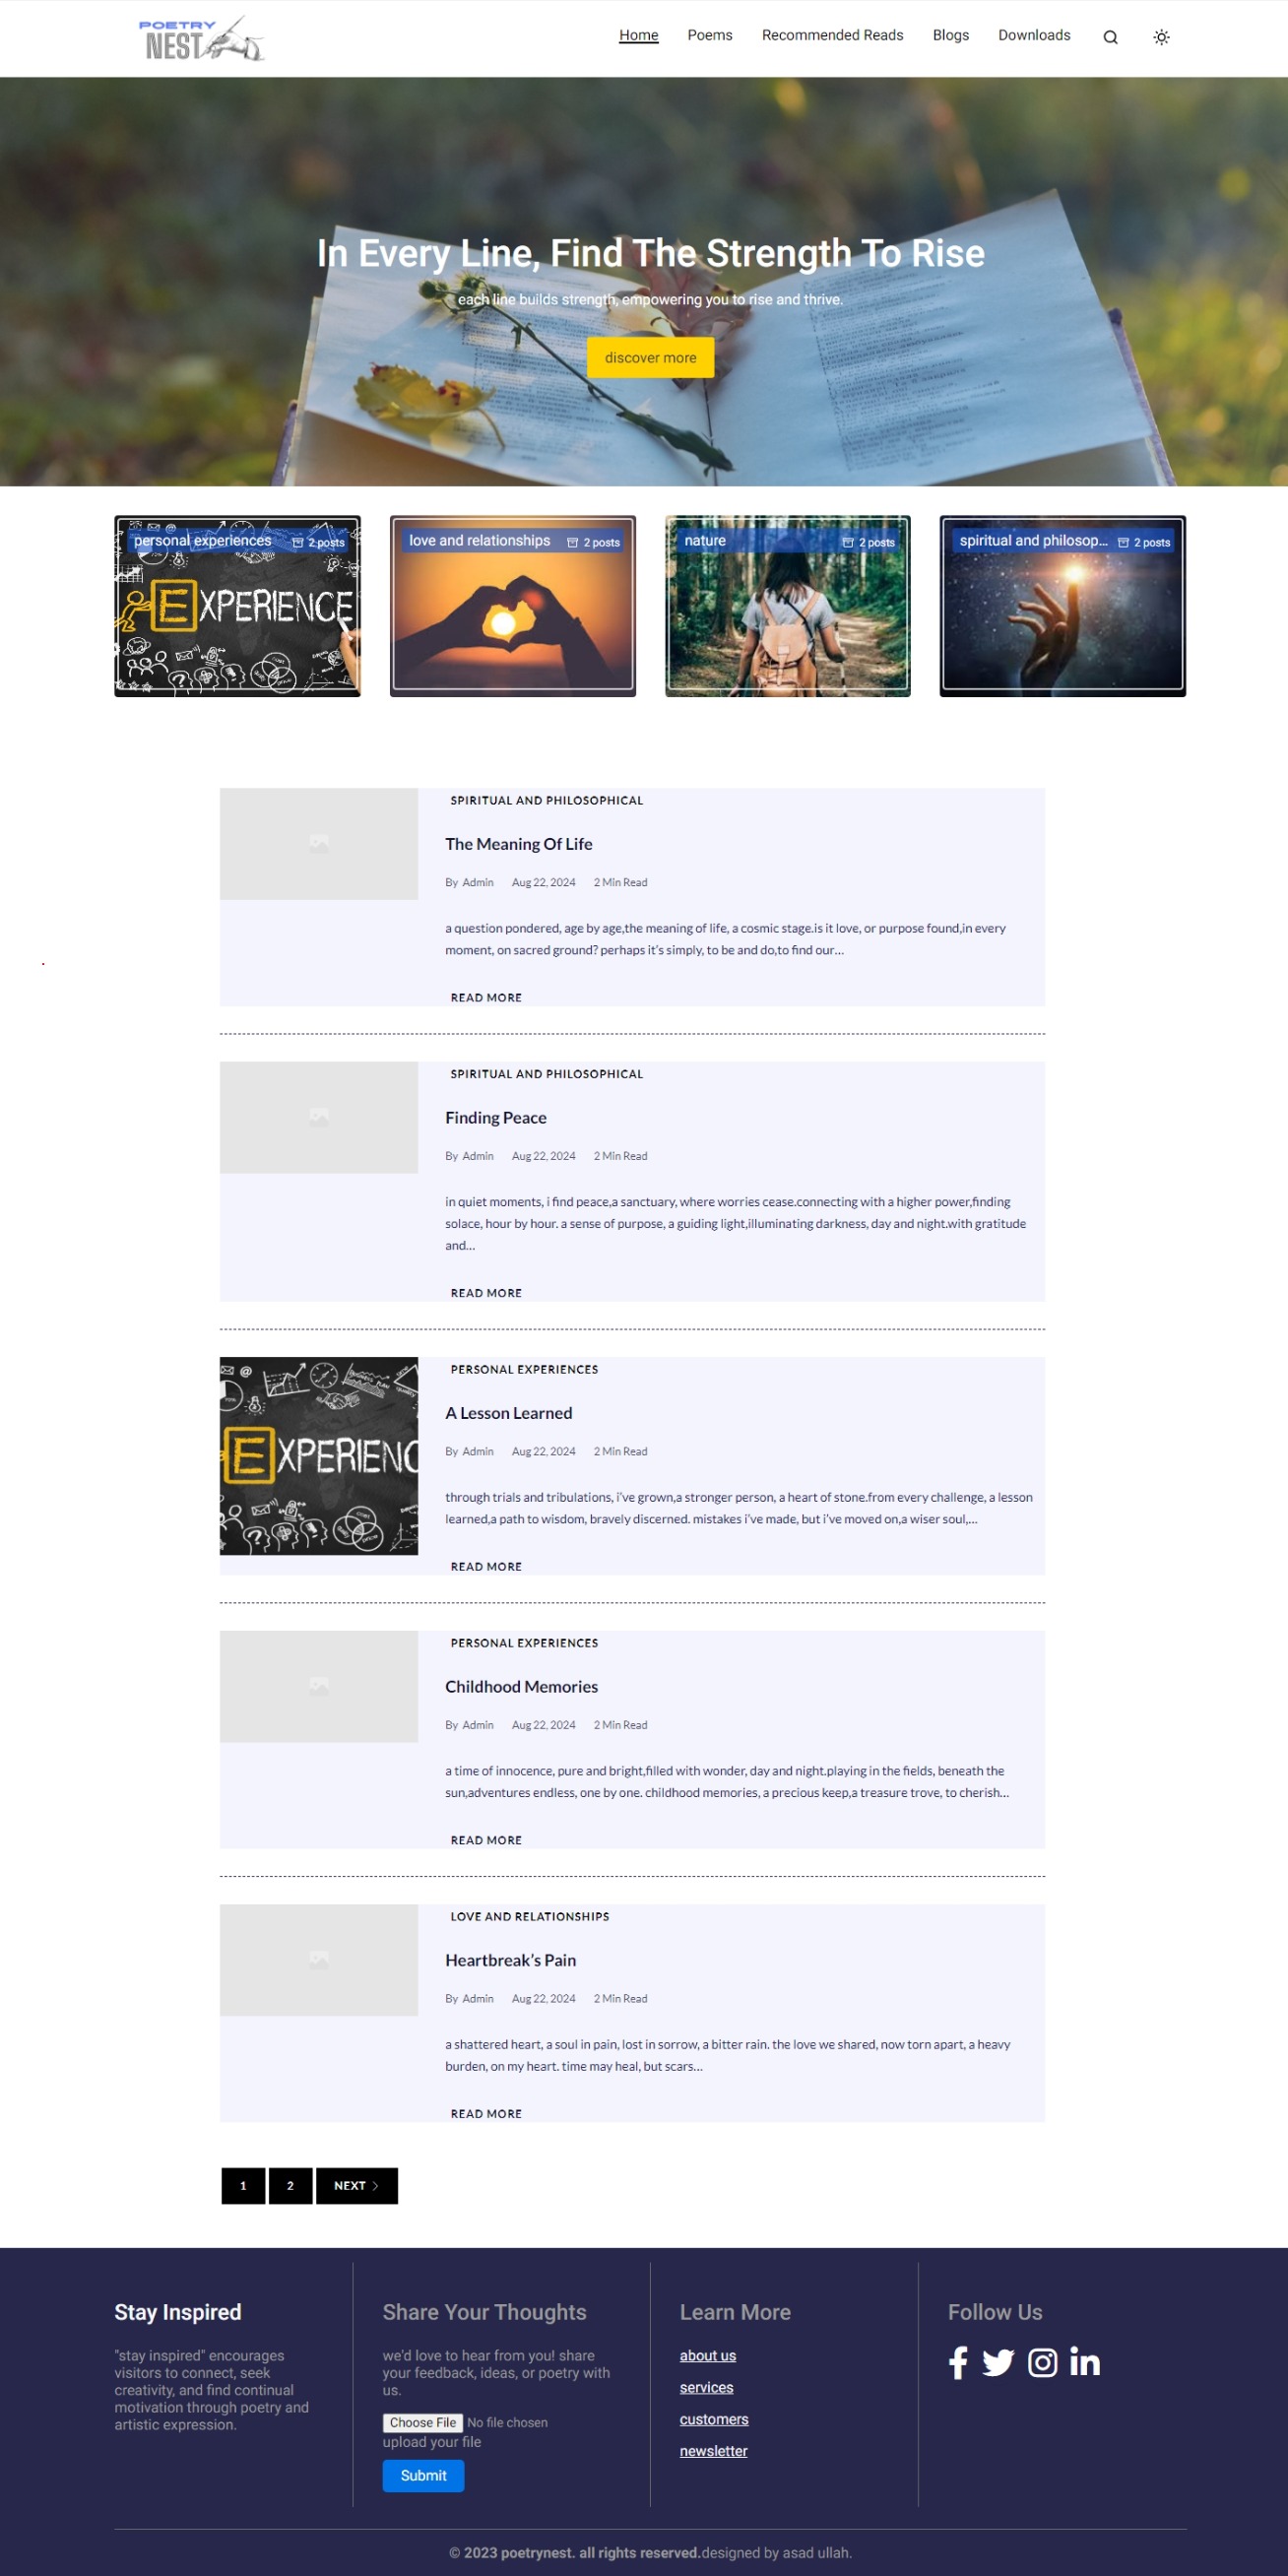 POETRY
NEST
Home Poems Recommended Reads Blogs Downloads
In Every Line, Find The Strength To Rise
each line builds strength, empowering you to rise and thrive.
discover more
personal experiences 2 posts
EXPERIENCE
love and relationships 2 posts
nature 2 posts
spiritual and philosop... 2 posts
SPIRITUAL AND PHILOSOPHICAL
The Meaning Of Life
By Admin Aug 22, 2024 2 Min Read
a question pondered, age by age,the meaning of life, a cosmic stage.is it love, or purpose found,in every
moment, on sacred ground? perhaps it's simply, to be and do,to find our...
READ MORE
SPIRITUAL AND PHILOSOPHICAL
Finding Peace
By Admin Aug 22, 2024 2 Min Read
in quiet moments, i find peace,a sanctuary, where worries cease.connecting with a higher power,finding
solace, hour by hour. a sense of purpose, a guiding light,illuminating darkness, day and night.with gratitude
and...
READ MORE
EXPERIENC
PERSONAL EXPERIENCES
A Lesson Learned
By Admin Aug 22, 2024 2 Min Read
through trials and tribulations, i've grown,a stronger person, a heart of stone.from every challenge, a lesson
learned,a path to wisdom, bravely discerned. mistakes i've made, but i've moved on,a wiser soul,...
READ MORE
PERSONAL EXPERIENCES
Childhood Memories
By Admin Aug 22, 2024 2 Min Read
a time of innocence, pure and bright,filled with wonder, day and night.playing in the fields, beneath the
sun,adventures endless, one by one. childhood memories, a precious keep,a treasure trove, to cherish...
READ MORE
LOVE AND RELATIONSHIPS
Heartbreak's Pain
By Admin Aug 22, 2024 2 Min Read
a shattered heart, a soul in pain, lost in sorrow, a bitter rain. the love we shared, now torn apart, a heavy
burden, on my heart. time may heal, but scars...
READ MORE
1 2 NEXT
Stay Inspired
"stay inspired" encourages
visitors to connect, seek
creativity, and find continual
motivation through poetry and
artistic expression.
Share Your Thoughts
we'd love to hear from you! share
your feedback, ideas, or poetry with
us.
Choose File No file chosen
upload your file
Submit
Learn More
about us
services
customers
newsletter
Follow Us
© 2023 poetrynest. all rights reserved.designed by asad ullah.